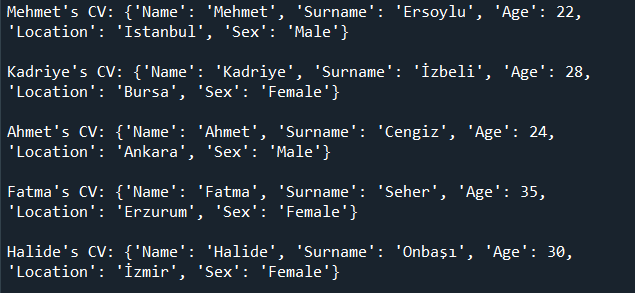 Mehmet's CV: {'Name': 'Mehmet', 'Surname': 'Ersoylu', 'Age': 22,
'Location': 'Istanbul', 'Sex': 'Male'}
Kadriye's CV: {'Name': 'Kadriye', 'Surname': 'İzbeli', 'Age': 28,
'Location': 'Bursa', 'Sex': 'Female'}
Ahmet's CV: {'Name': 'Ahmet', 'Surname': 'Cengiz', 'Age': 24,
'Location': 'Ankara', 'Sex': 'Male'}
Fatma's CV: {'Name': 'Fatma', 'Surname': 'Seher', 'Age': 35,
'Location': 'Erzurum', 'Sex': 'Female'}
Halide's CV: {'Name': 'Halide', 'Surname': 'Onbaşı', 'Age': 30,
'Location': 'İzmir', 'Sex': 'Female'}